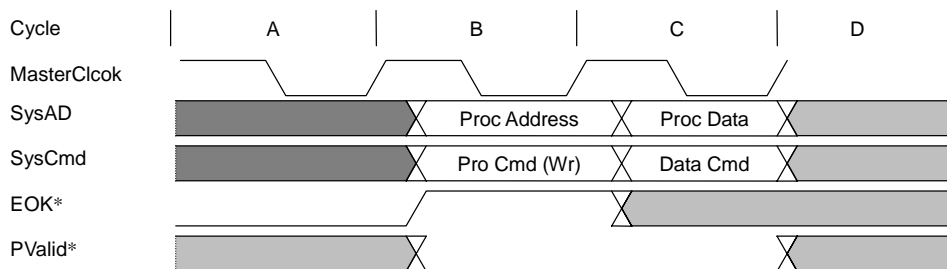 Cycle A B C D
MasterClcok
SysAD Proc Address Proc Data
SysCmd Pro Cmd (Wr) Data Cmd
EOK*
PValid*